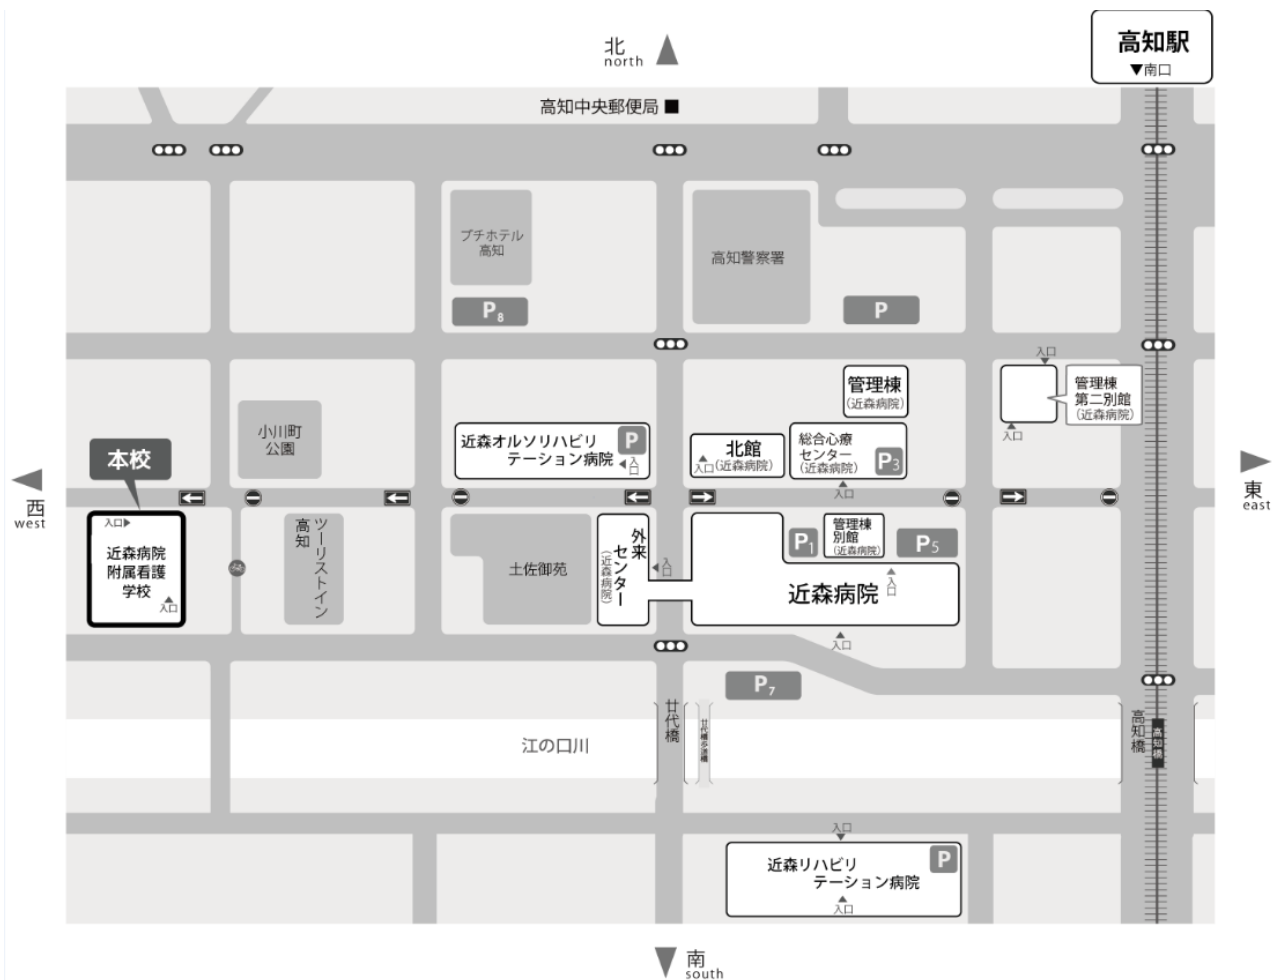 北
north
高知駅
▼南口
高知中央郵便局 ■
プチホテル
高知
高知警察署
P8
P
入口
管理棟
(近森病院)
管理棟
第二別館
(近森病院)
入口
小川町
公園
近森オルソリハビリ
テーション病院
P
入口
北館
(近森病院)
入口
総合心療
センター
(近森病院)
P3
入口
本校
西
west
東
east
入口
近森病院
附属看護
学校
入口
ツーリストイン
高知
土佐御苑
外来
センター
(近森病院)
入口
P1
管理棟
別館
(近森病院)
P5
入口
近森病院
入口
P7
廿代橋
廿代橋歩道橋
高知橋
高知橋
江の口川
入口
近森リハビリ
テーション病院
P
入口
南
south